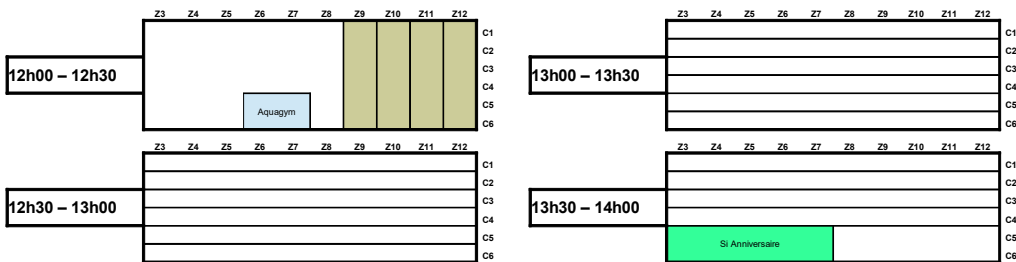 Z3 Z4 Z5 Z6 Z7 Z8 Z9 Z10 Z11 Z12
C1
C2
12h00 – 12h30
C3
C4
Aquagym
C5
C6
Z3 Z4 Z5 Z6 Z7 Z8 Z9 Z10 Z11 Z12
C1
C2
13h00 – 13h30
C3
C4
C5
C6
Z3 Z4 Z5 Z6 Z7 Z8 Z9 Z10 Z11 Z12
C1
C2
12h30 – 13h00
C3
C4
C5
C6
Z3 Z4 Z5 Z6 Z7 Z8 Z9 Z10 Z11 Z12
C1
C2
13h30 – 14h00
C3
C4
Si Anniversaire
C5
C6